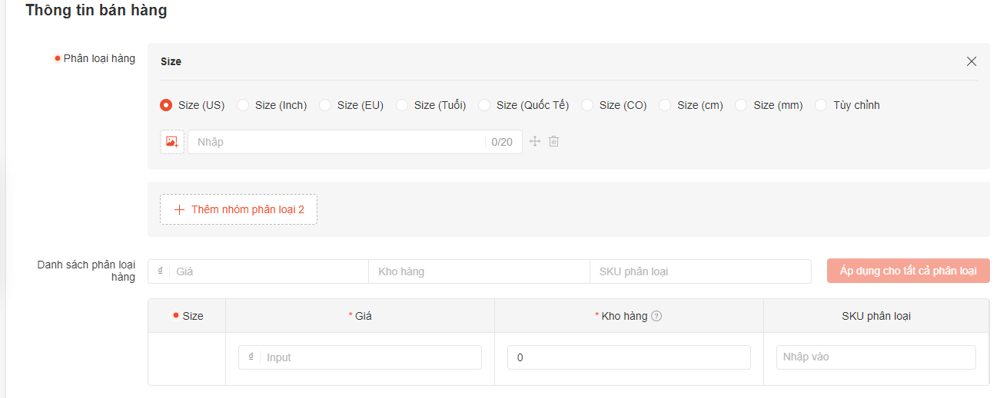 Thông tin bán hàng
Phân loại hàng
Size
Size (US) Size (Inch) Size (EU) Size (Tuổi) Size (Quốc Tế) Size (CO) Size (cm) Size (mm) Tùy chỉnh
Nhập 0/20
Thêm nhóm phân loại 2
Danh sách phân loại
hàng
₫ Giá Kho hàng SKU phân loại Áp dụng cho tất cả phân loại
Size * Giá * Kho hàng ? SKU phân loại
₫ Input 0 Nhập vào